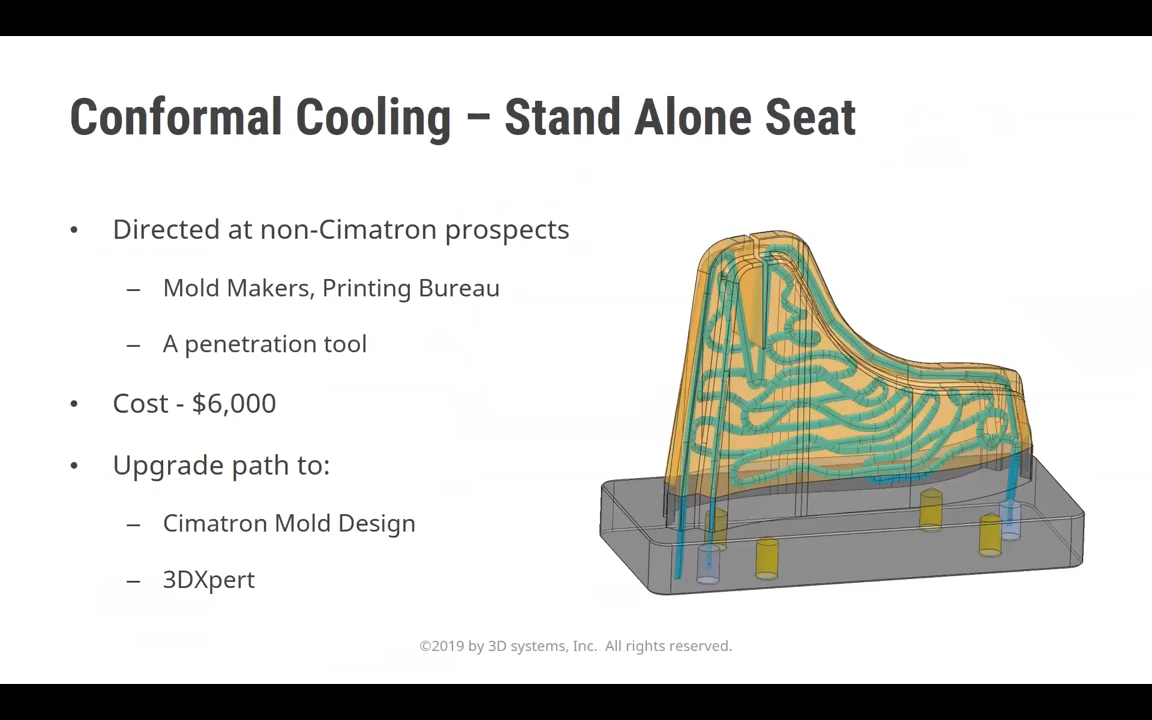 Conformal Cooling – Stand Alone Seat
• Directed at non-Cimatron prospects
– Mold Makers, Printing Bureau
– A penetration tool
• Cost - $6,000
• Upgrade path to:
– Cimatron Mold Design
– 3DXpert
©2019 by 3D systems, Inc. All rights reserved.